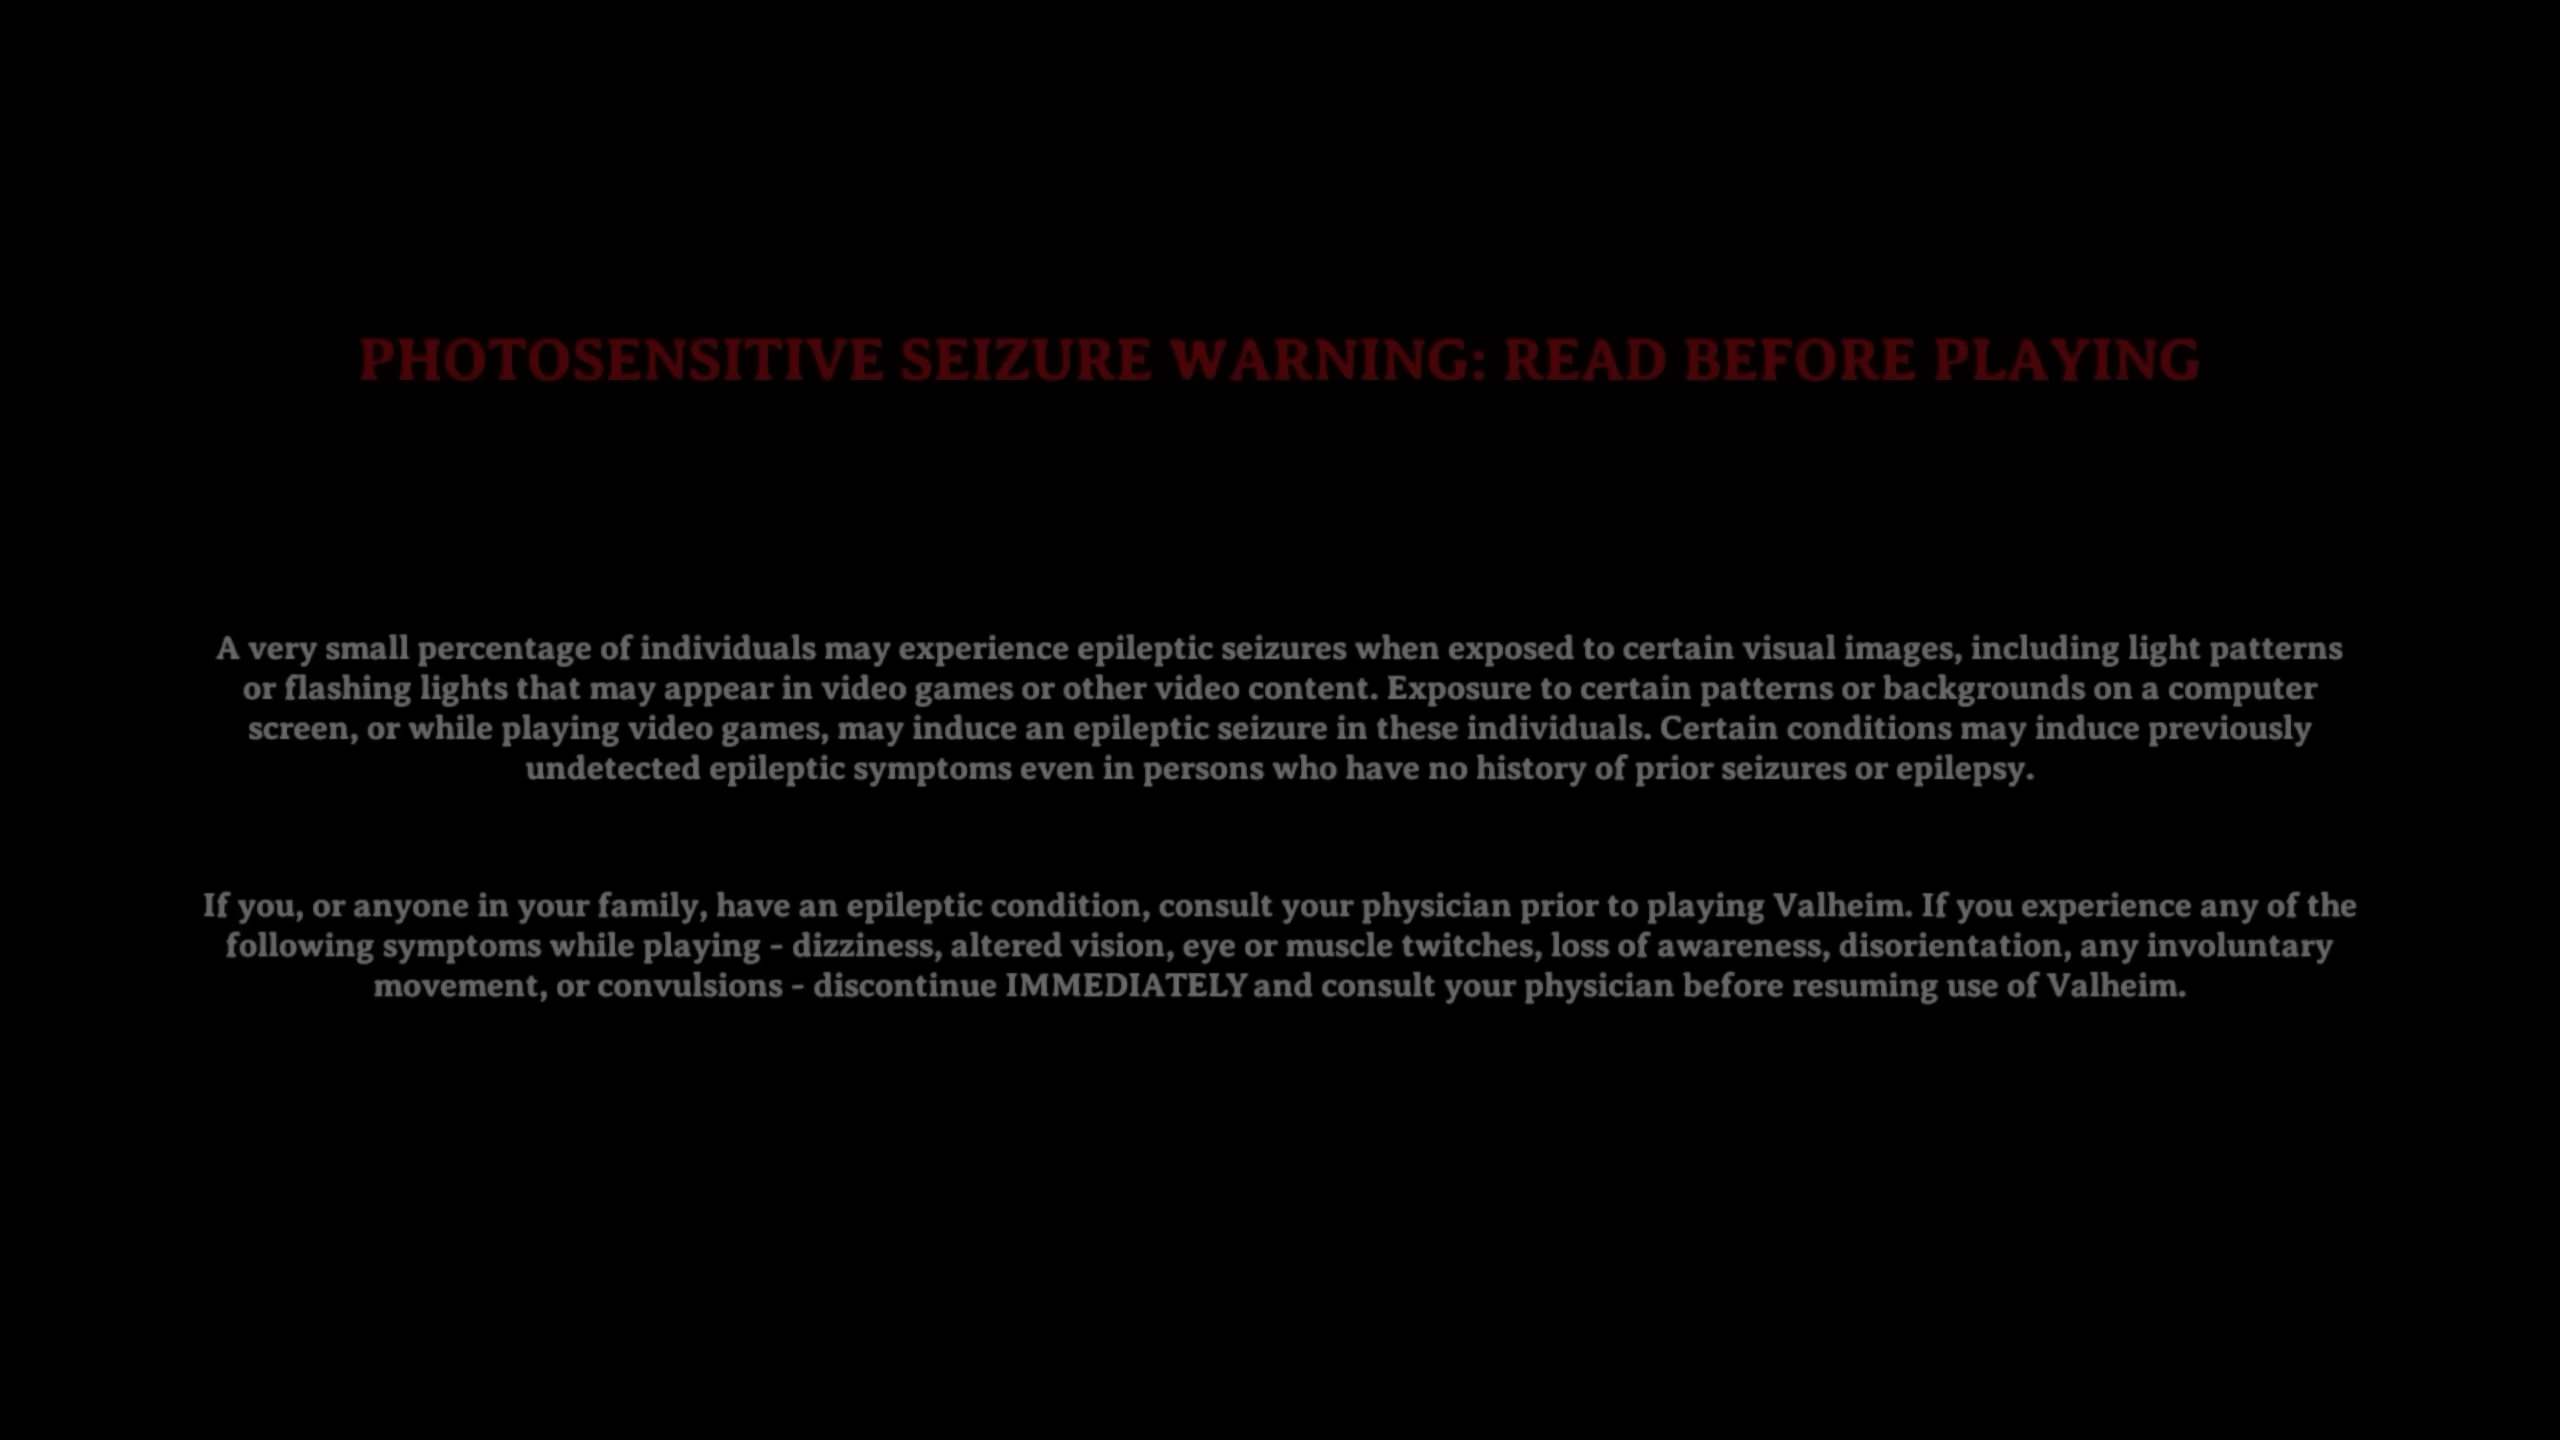 PHOTOSENSITIVE SEIZURE WARNING: READ BEFORE PLAYING
A very small percentage of individuals may experience epileptic seizures when exposed to certain visual images, including light patterns
or flashing lights that may appear in video games or other video content. Exposure to certain patterns or backgrounds on a computer
screen, or while playing video games, may induce an epileptic seizure in these individuals. Certain conditions may induce previously
undetected epileptic symptoms even in persons who have no history of prior seizures or epilepsy.
If you, or anyone in your family, have an epileptic condition, consult your physician prior to playing Valheim. If you experience any of the
following symptoms while playing - dizziness, altered vision, eye or muscle twitches, loss of awareness, disorientation, any involuntary
movement, or convulsions - discontinue IMMEDIATELY and consult your physician before resuming use of Valheim.